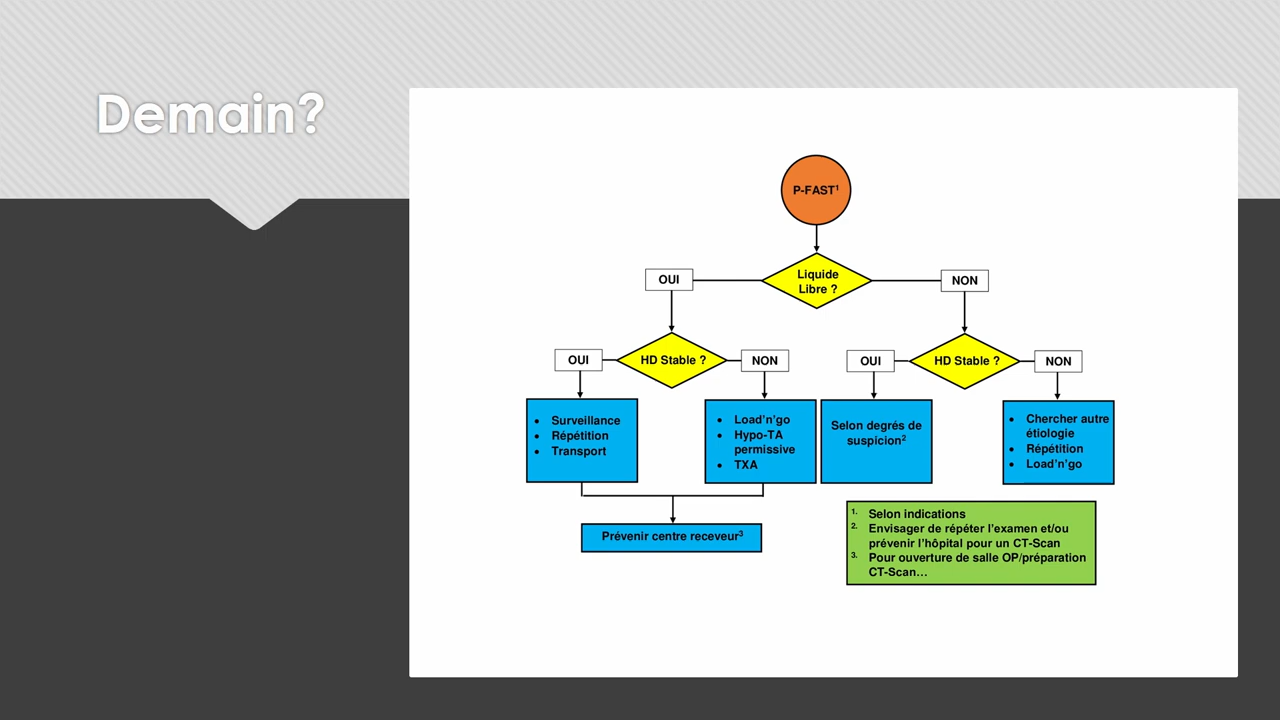 Demain?
P-FAST¹
Liquide
Libre ?
OUI
NON
OUI
HD Stable ?
NON
OUI
HD Stable ?
NON
• Surveillance
• Répétition
• Transport
• Load’n’go
• Hypo-TA
permissive
• TXA
Selon degrés de
suspicion²
• Chercher autre
étiologie
• Répétition
• Load’n’go
Prévenir centre receveur³
1. Selon indications
2. Envisager de répéter l’examen et/ou
prévenir l’hôpital pour un CT-Scan
3. Pour ouverture de salle OP/préparation
CT-Scan…